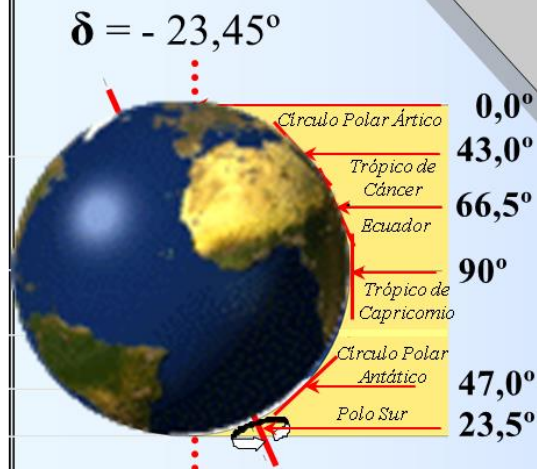 δ = - 23,45º
0,0º
Círculo Polar Ártico
43,0º
Trópico de
Cáncer
66,5º
Ecuador
90º
Trópico de
Capricornio
Círculo Polar
Antático
47,0º
Polo Sur
23,5º